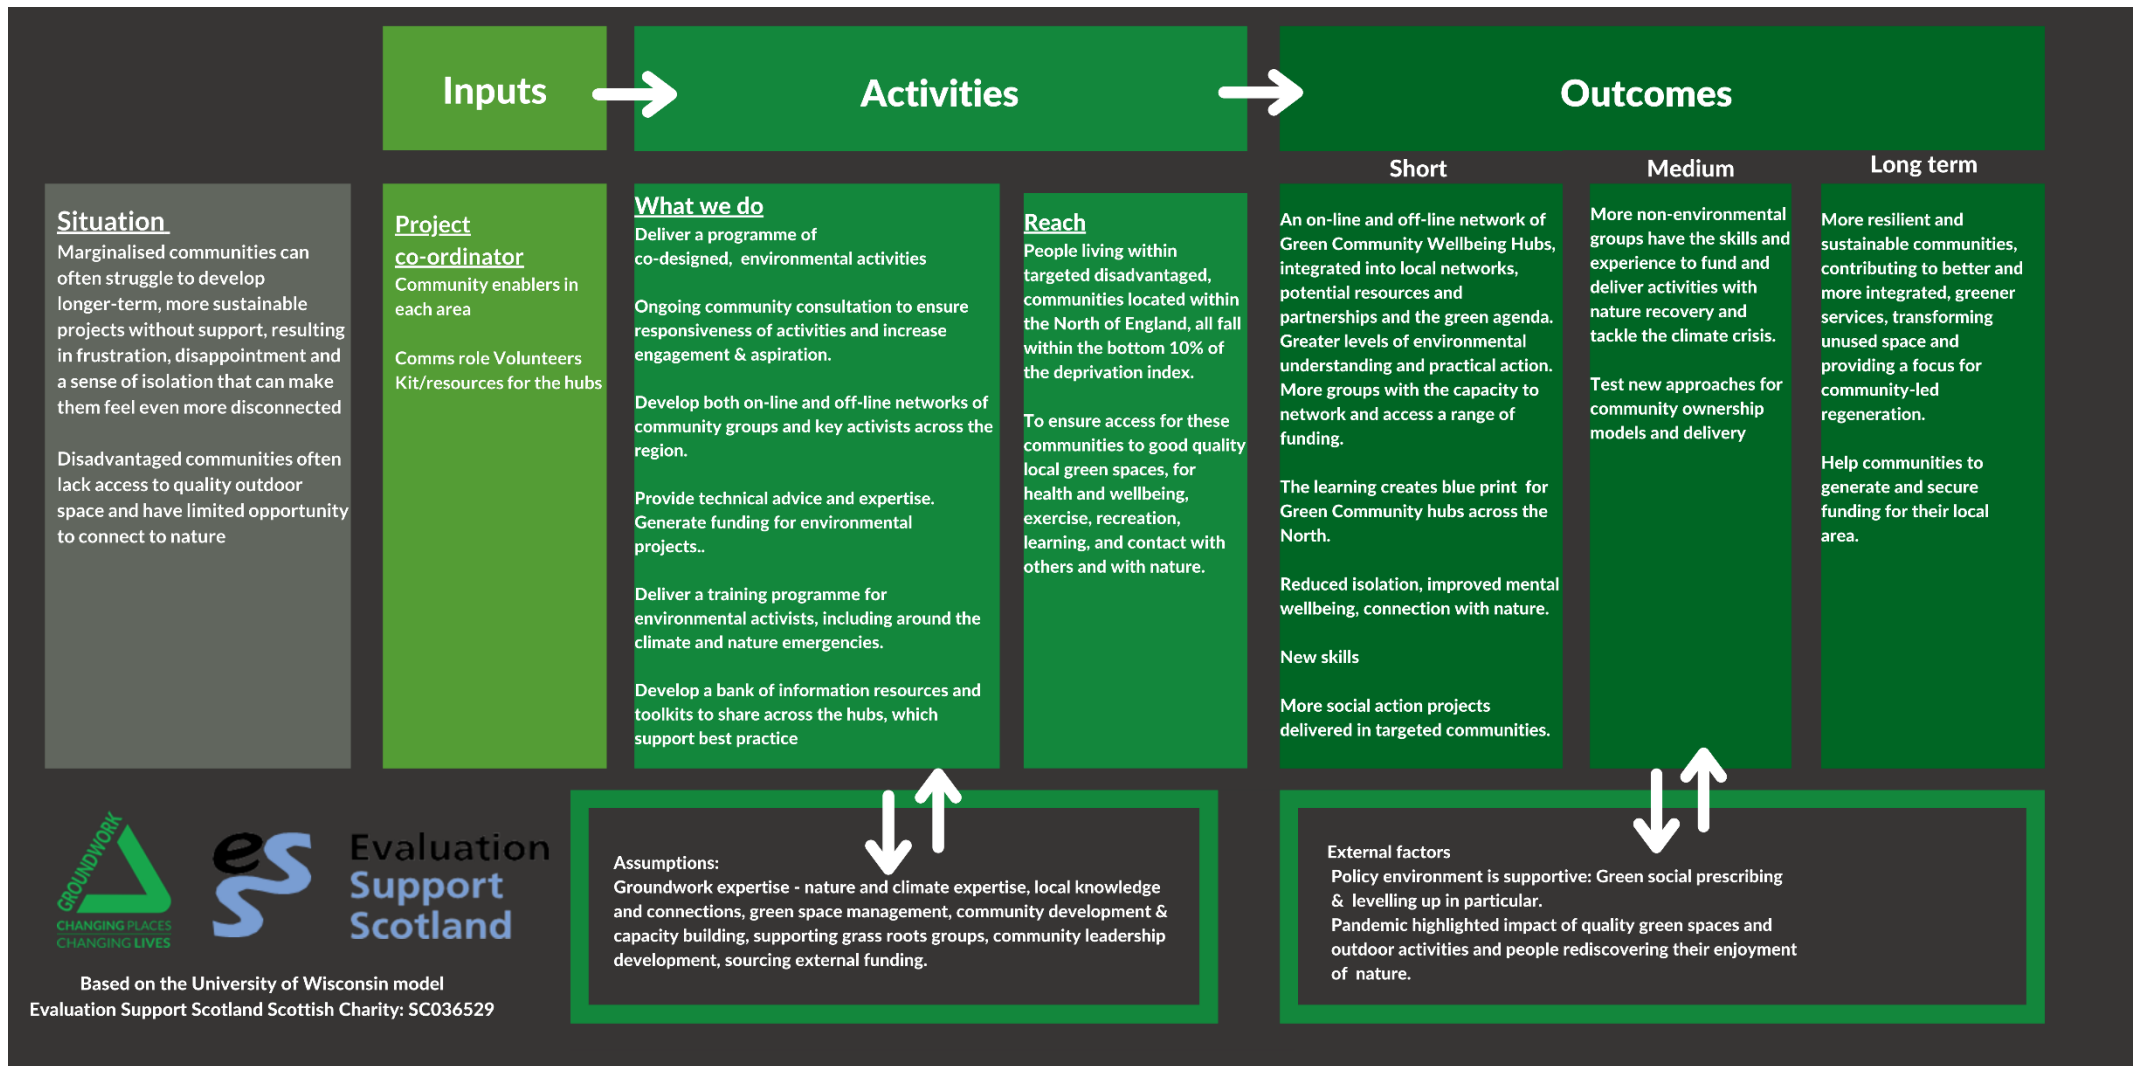 Inputs
Activities
Outcomes
Short
Medium
Long term
Situation
Marginalised communities can
often struggle to develop
longer-term, more sustainable
projects without support, resulting
in frustration, disappointment and
a sense of isolation that can make
them feel even more disconnected
Disadvantaged communities often
lack access to quality outdoor
space and have limited opportunity
to connect to nature
Project
co-ordinator
Community enablers in
each area
Comms role Volunteers
Kit/resources for the hubs
What we do
Deliver a programme of
co-designed, environmental activities
Ongoing community consultation to ensure
responsiveness of activities and increase
engagement & aspiration.
Develop both on-line and off-line networks of
community groups and key activists across the
region.
Provide technical advice and expertise.
Generate funding for environmental
projects..
Deliver a training programme for
environmental activists, including around the
climate and nature emergencies.
Develop a bank of information resources and
toolkits to share across the hubs, which
support best practice
Reach
People living within
targeted disadvantaged,
communities located within
the North of England, all fall
within the bottom 10% of
the deprivation index.
To ensure access for these
communities to good quality
local green spaces, for
health and wellbeing,
exercise, recreation,
learning, and contact with
others and with nature.
An on-line and off-line network of
Green Community Wellbeing Hubs,
integrated into local networks,
potential resources and
partnerships and the green agenda.
Greater levels of environmental
understanding and practical action.
More groups with the capacity to
network and access a range of
funding.
The learning creates blue print for
Green Community hubs across the
North.
Reduced isolation, improved mental
wellbeing, connection with nature.
New skills
More social action projects
delivered in targeted communities.
More non-environmental
groups have the skills and
experience to fund and
deliver activities with
nature recovery and
tackle the climate crisis.
Test new approaches for
community ownership
models and delivery
More resilient and
sustainable communities,
contributing to better and
more integrated, greener
services, transforming
unused space and
providing a focus for
community-led
regeneration.
Help communities to
generate and secure
funding for their local
area.
GROUNDWORK
CHANGING PLACES
CHANGING LIVES
es
Evaluation
Support
Scotland
Based on the University of Wisconsin model
Evaluation Support Scotland Scottish Charity: SC036529
Assumptions:
Groundwork expertise - nature and climate expertise, local knowledge
and connections, green space management, community development &
capacity building, supporting grass roots groups, community leadership
development, sourcing external funding.
External factors
Policy environment is supportive: Green social prescribing
& levelling up in particular.
Pandemic highlighted impact of quality green spaces and
outdoor activities and people rediscovering their enjoyment
of nature.